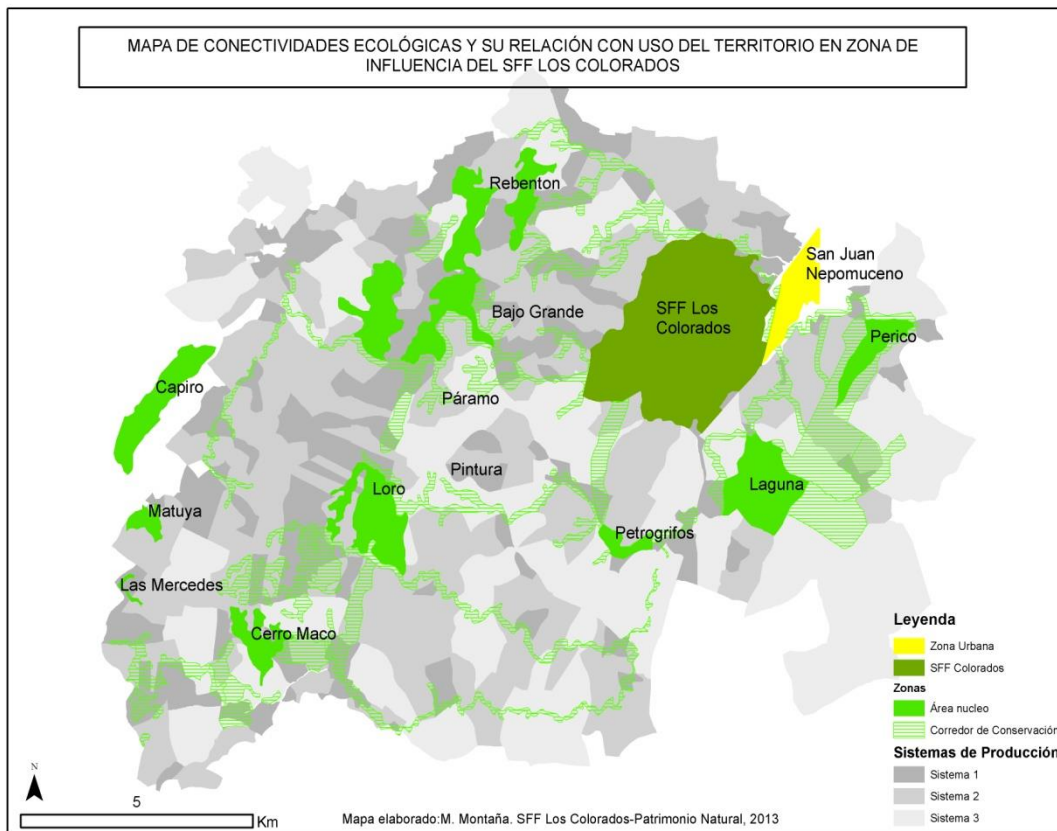 MAPA DE CONECTIVIDADES ECOLÓGICAS Y SU RELACIÓN CON USO DEL TERRITORIO EN ZONA DE
INFLUENCIA DEL SFF LOS COLORADOS
Rebenton
San Juan
Nepomuceno
SFF Los
Colorados
Bajo Grande
Perico
Capiro
Páramo
Pintura
Loro
Laguna
Matuya
Petrogrifos
Las Mercedes
Cerro Maco
Leyenda
Zona Urbana
SFF Colorados
Zonas
Área nucleo
Corredor de Conservación
Sistemas de Producción
Sistema 1
Sistema 2
Sistema 3
N
5
Km
Mapa elaborado:M. Montaña. SFF Los Colorados-Patrimonio Natural, 2013